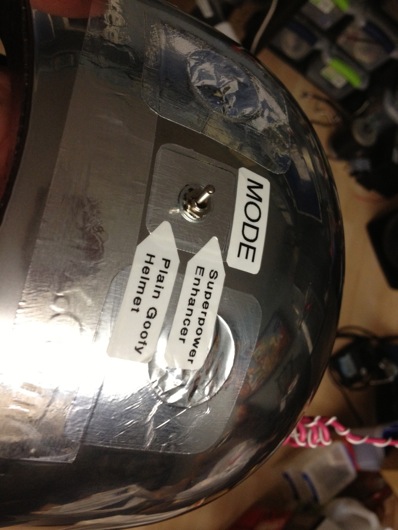 MODE
Superpower
Enhancer
Plain Goofy
Helmet